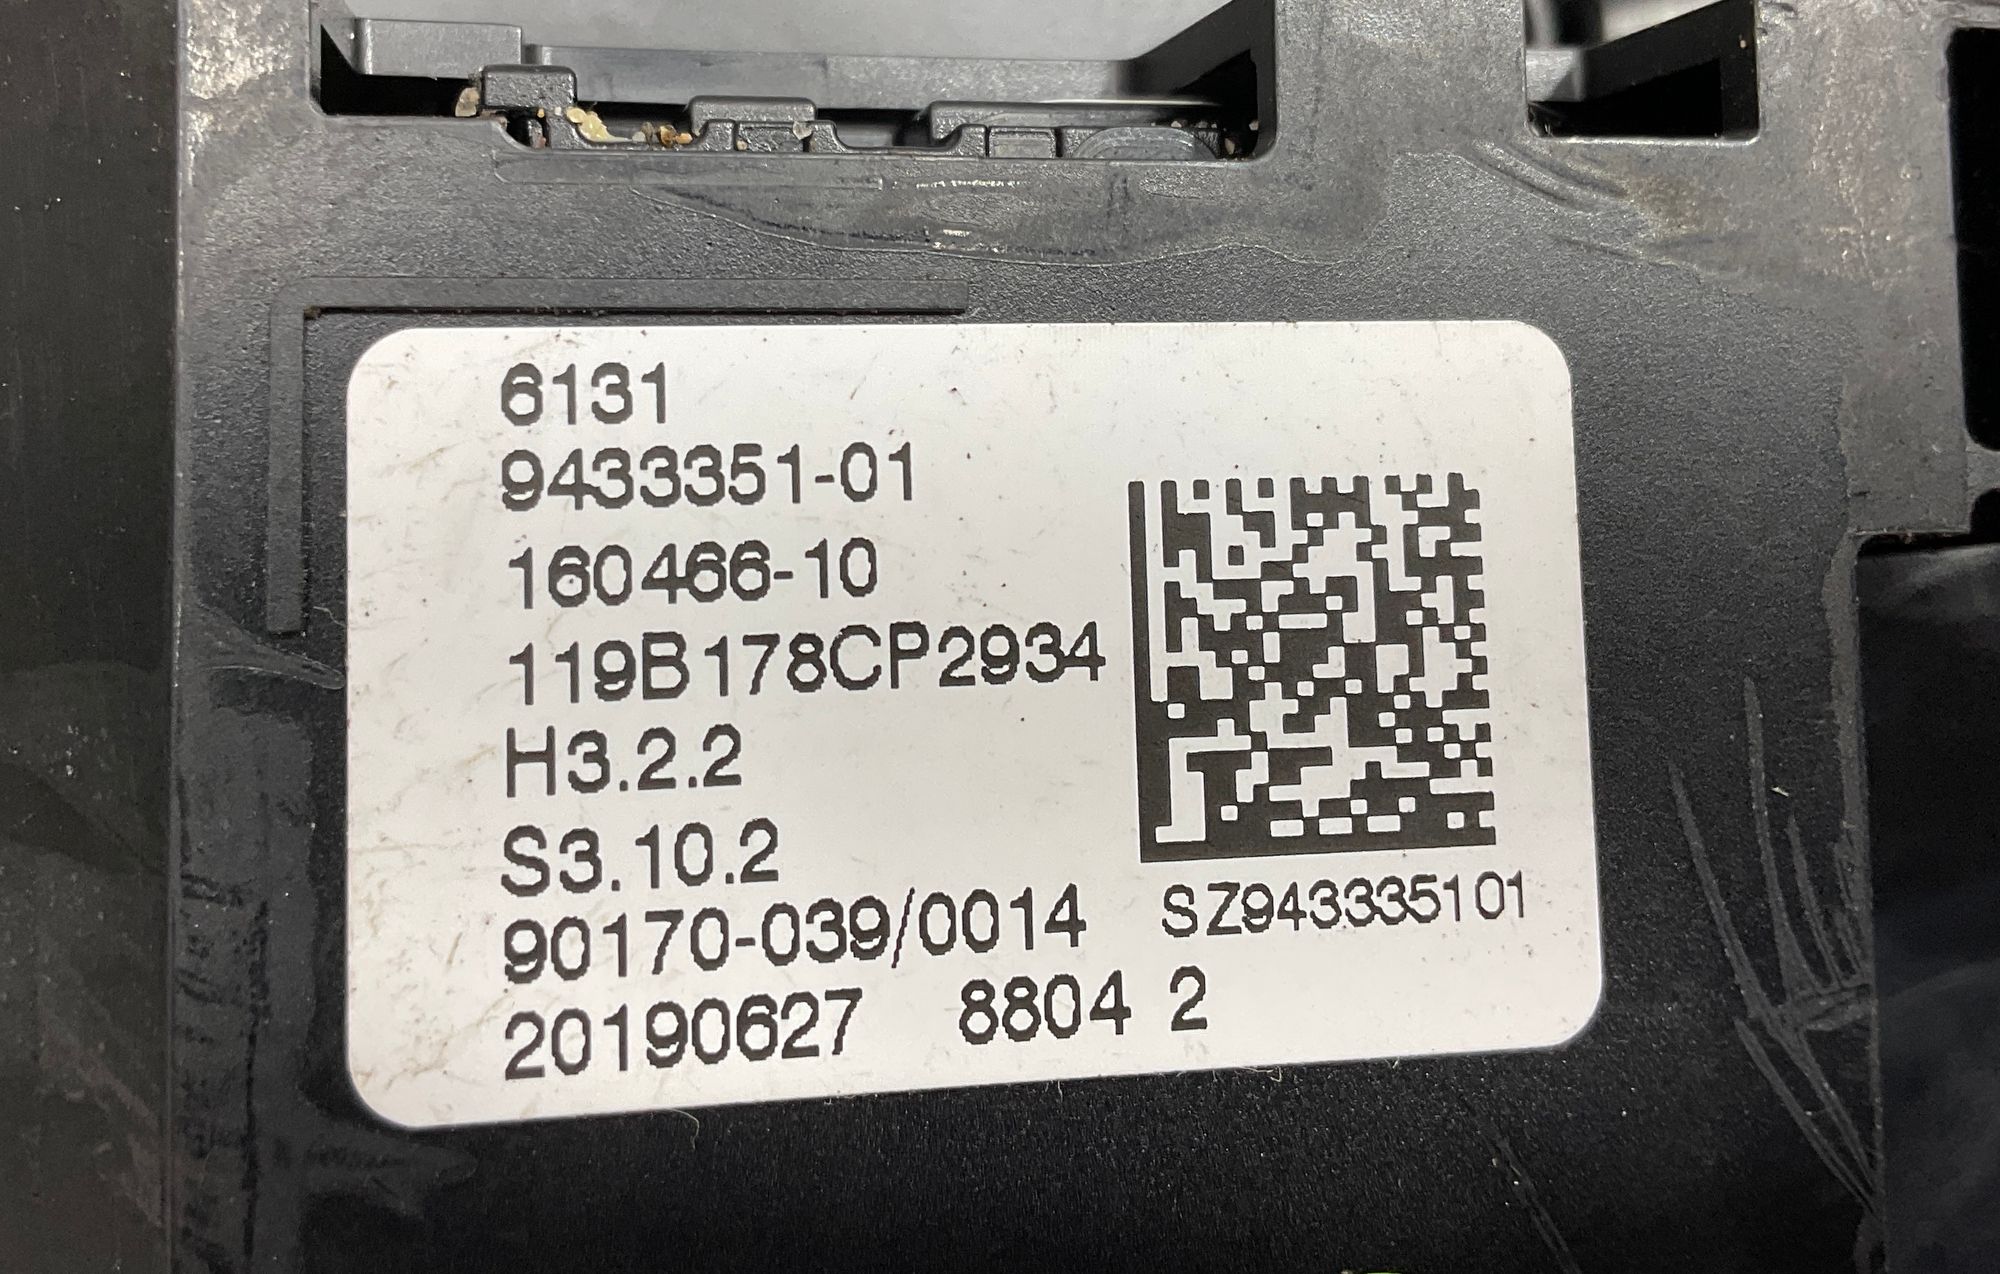 6131
9433351-01
160466-10
119B178CP2934
H3.2.2
S3.10.2
90170-039/0014
SZ943335101
20190627 8804 2